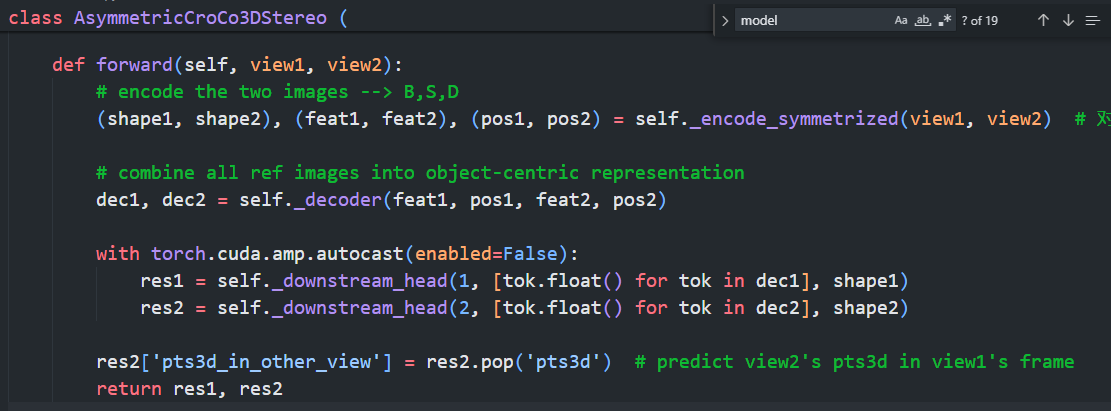 class AsymmetricCroCo3DStereo (
model
Aa ab .* ? of 19
def forward(self, view1, view2):
# encode the two images --> B,S,D
(shape1, shape2), (feat1, feat2), (pos1, pos2) = self._encode_symmetrized(view1, view2)  # 对
# combine all ref images into object-centric representation
dec1, dec2 = self._decoder(feat1, pos1, feat2, pos2)
with torch.cuda.amp.autocast(enabled=False):
res1 = self._downstream_head(1, [tok.float() for tok in dec1], shape1)
res2 = self._downstream_head(2, [tok.float() for tok in dec2], shape2)
res2['pts3d_in_other_view'] = res2.pop('pts3d')  # predict view2's pts3d in view1's frame
return res1, res2